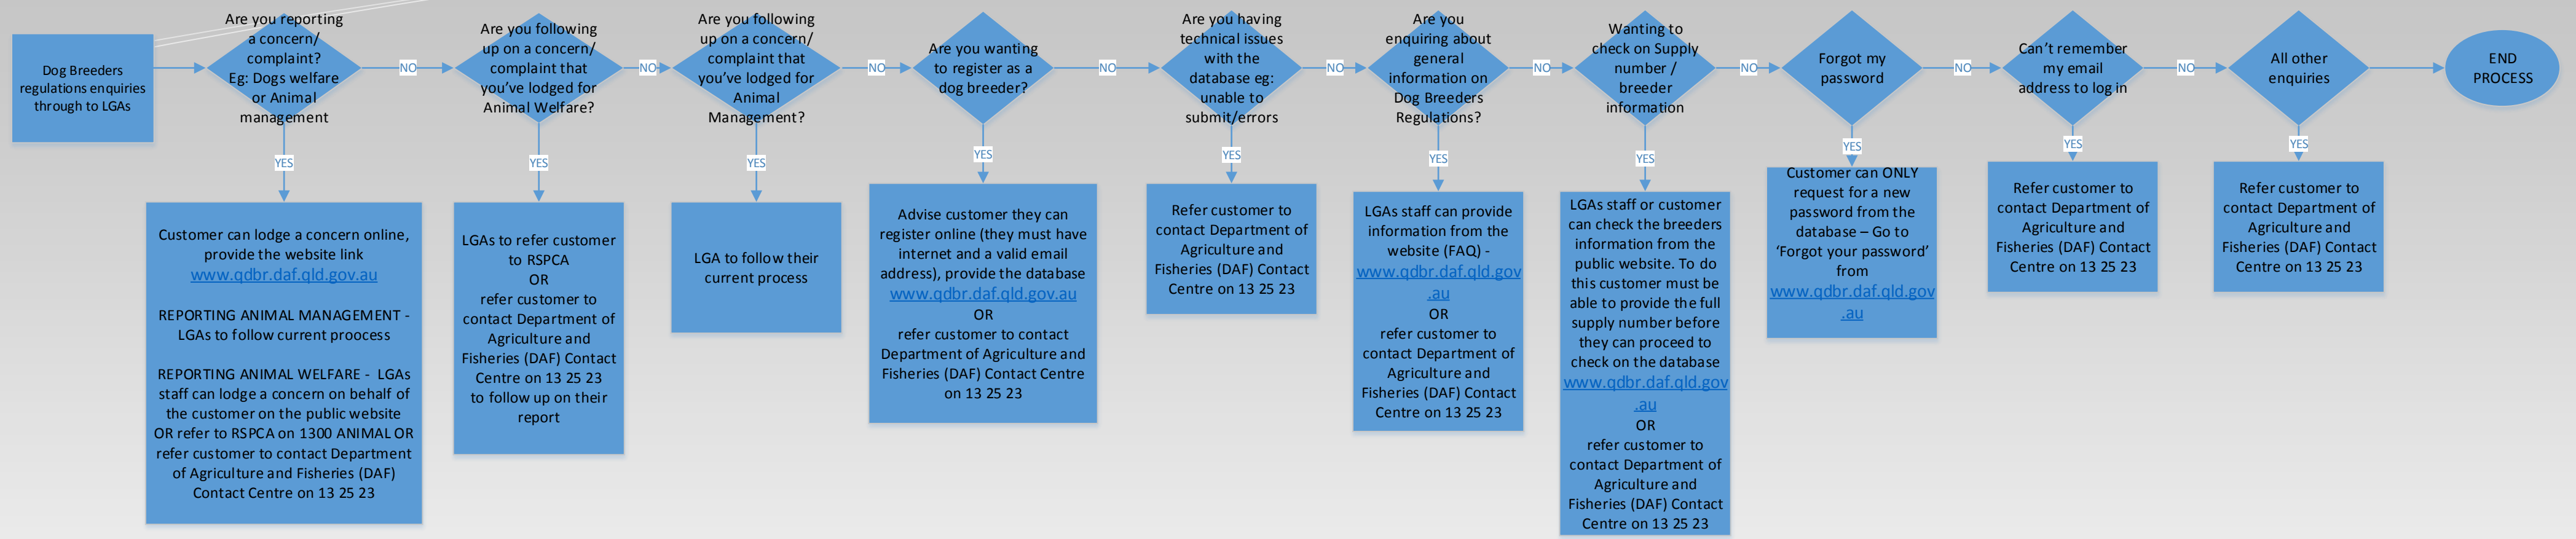 Dog Breeders
regulations enquiries
through to LGAs
Are you reporting
a concern/
complaint?
Eg: Dogs welfare
or Animal
management
NO
YES
Customer can lodge a concern online,
provide the website link
www.qdbr.daf.qld.gov.au
REPORTING ANIMAL MANAGEMENT -
LGAs to follow current proocess
REPORTING ANIMAL WELFARE - LGAs
staff can lodge a concern on behalf of
the customer on the public website
OR refer to RSPCA on 1300 ANIMAL OR
refer customer to contact Department
of Agriculture and Fisheries (DAF)
Contact Centre on 13 25 23
Are you following
up on a concern/
complaint that
you've lodged for
Animal Welfare?
NO
YES
LGAs to refer customer
to RSPCA
OR
refer customer to
contact Department of
Agriculture and
Fisheries (DAF) Contact
Centre on 13 25 23
to follow up on their
report
Are you following
up on a concern/
complaint that
you've lodged for
Animal
Management?
NO
YES
LGA to follow their
current process
Are you wanting
to register as a
dog breeder?
NO
YES
Advise customer they can
register online (they must have
internet and a valid email
address), provide the database
www.qdbr.daf.qld.gov.au
OR
refer customer to contact
Department of Agriculture and
Fisheries (DAF) Contact Centre
on 13 25 23
Are you having
technical issues
with the
database eg:
unable to
submit/errors
NO
YES
Refer customer to
contact Department of
Agriculture and
Fisheries (DAF) Contact
Centre on 13 25 23
Are you
enquiring about
general
information on
Dog Breeders
Regulations?
NO
YES
LGAs staff can provide
information from the
website (FAQ) -
www.qdbr.daf.qld.gov
.au
OR
refer customer to
contact Department of
Agriculture and
Fisheries (DAF) Contact
Centre on 13 25 23
Wanting to
check on Supply
number /
breeder
information
NO
YES
LGAs staff or customer
can check the breeders
information from the
public website. To do
this customer must be
able to provide the full
supply number before
they can proceed to
check on the database
www.qdbr.daf.qld.gov
.au
OR
refer customer to
contact Department of
Agriculture and
Fisheries (DAF) Contact
Centre on 13 25 23
Forgot my
password
NO
YES
Customer can ONLY
request for a new
password from the
database – Go to
'Forgot your password'
from
www.qdbr.daf.qld.gov
.au
Can't remember
my email
address to log in
NO
YES
Refer customer to
contact Department of
Agriculture and
Fisheries (DAF) Contact
Centre on 13 25 23
All other
enquiries
YES
Refer customer to
contact Department of
Agriculture and
Fisheries (DAF) Contact
Centre on 13 25 23
END
PROCESS